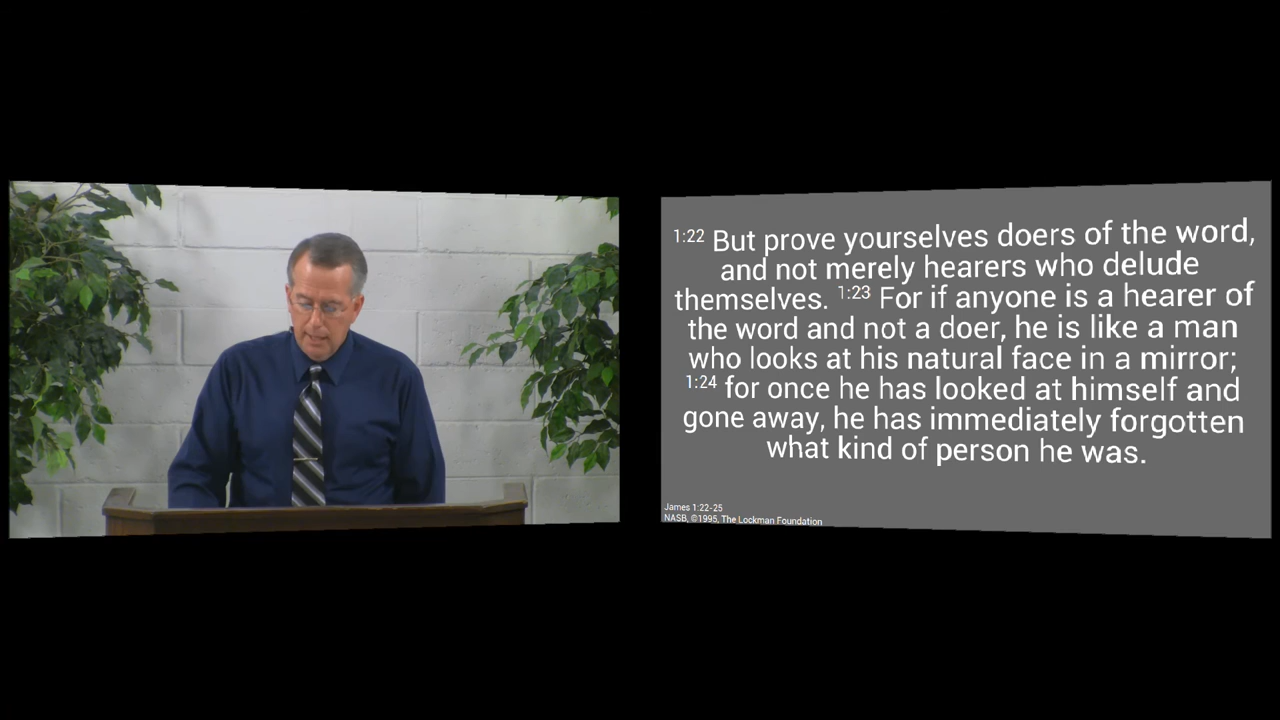 1:22 But prove yourselves doers of the word,
and not merely hearers who delude
themselves. 1:23 For if anyone is a hearer of
the word and not a doer, he is like a man
who looks at his natural face in a mirror;
1:24 for once he has looked at himself and
gone away, he has immediately forgotten
what kind of person he was.
James 1:22-25
NASB, ©1995, The Lockman Foundation